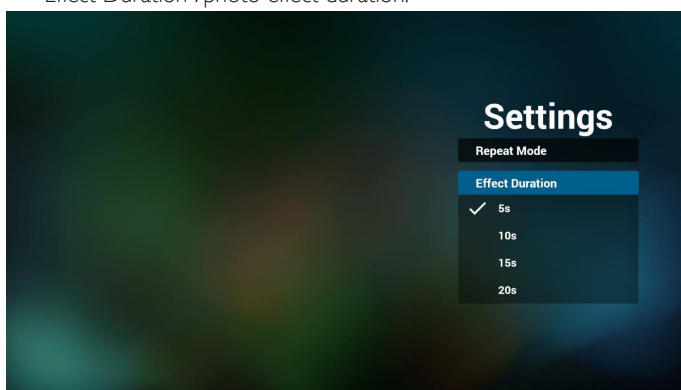 Effect Duration : photo effect duration.
Settings
Repeat Mode
Effect Duration
5s
10s
15s
20s